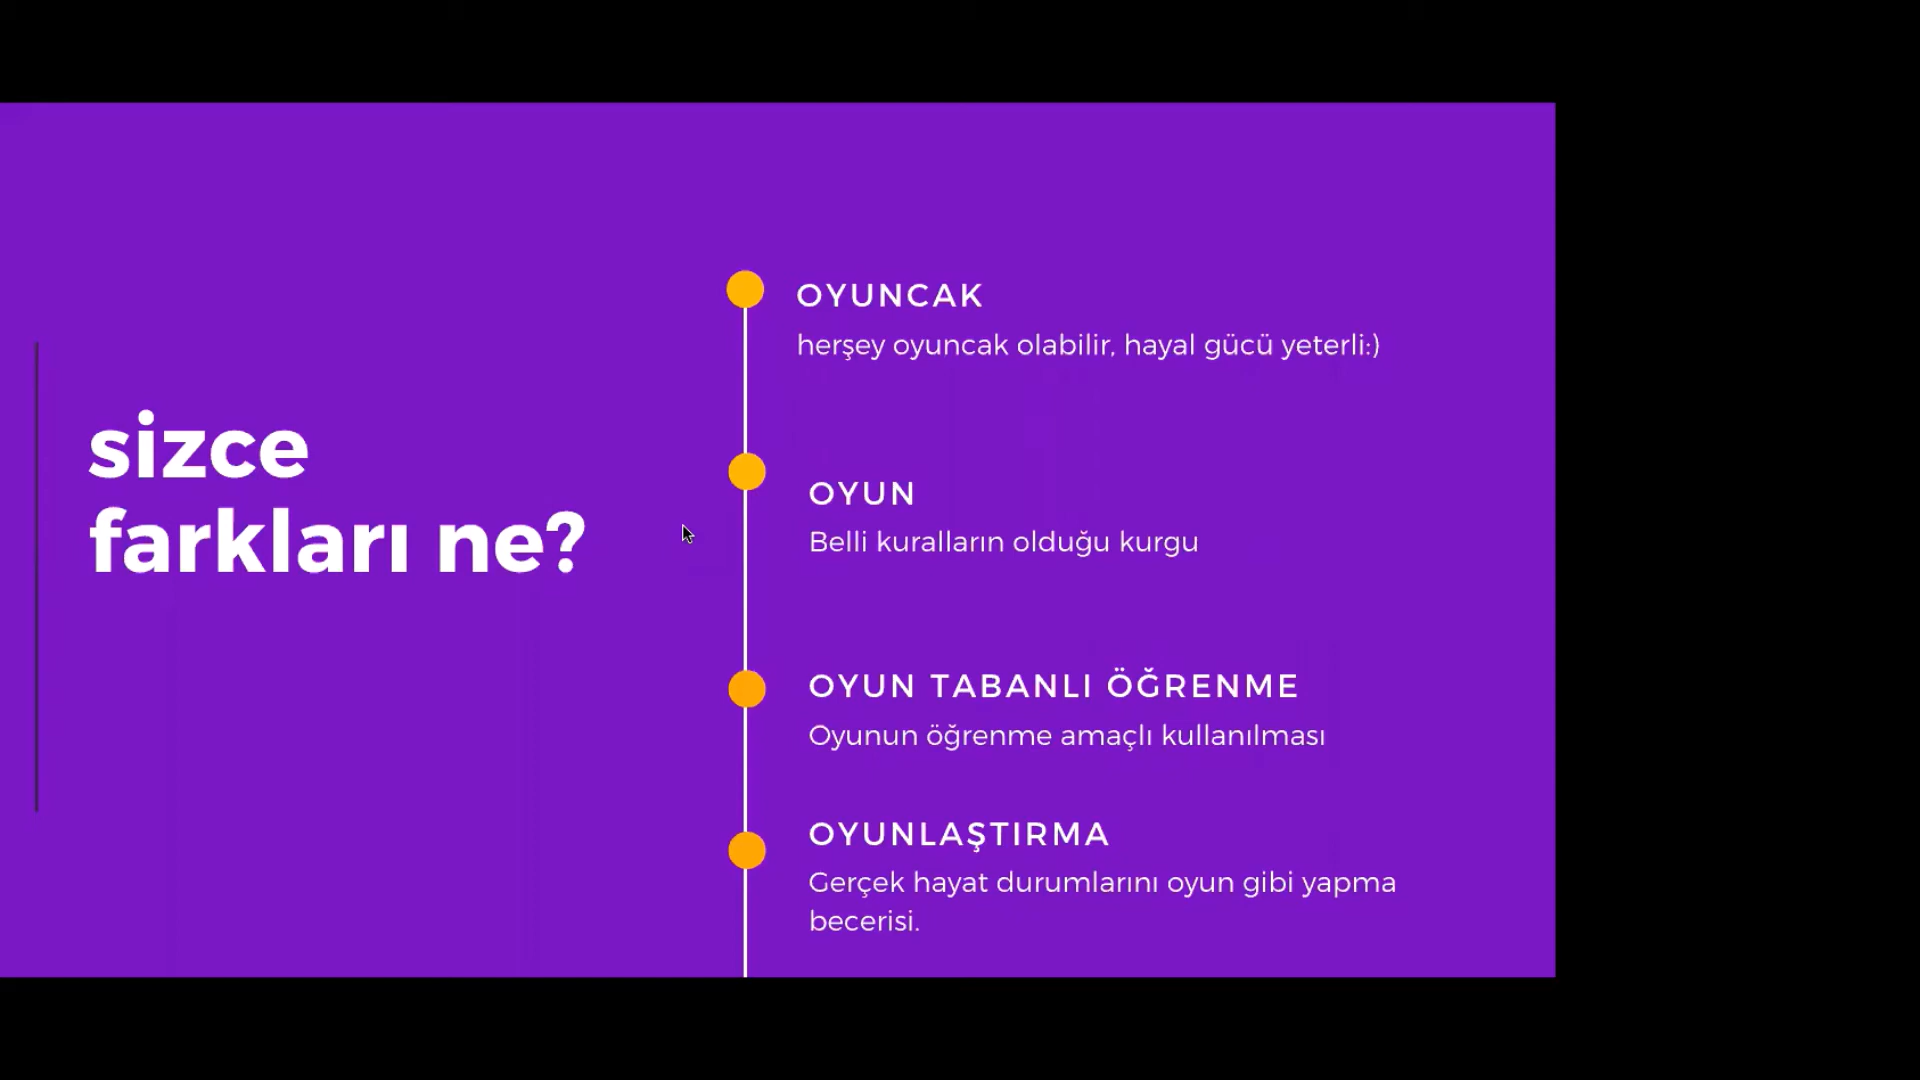 sizce
farkları ne?
OYUNCAK
herşey oyuncak olabilir, hayal gücü yeterli:)
OYUN
Belli kuralların olduğu kurgu
OYUN TABANLI ÖĞRENME
Oyunun öğrenme amaçlı kullanılması
OYUNLAŞTIRMA
Gerçek hayat durumlarını oyun gibi yapma
becerisi.